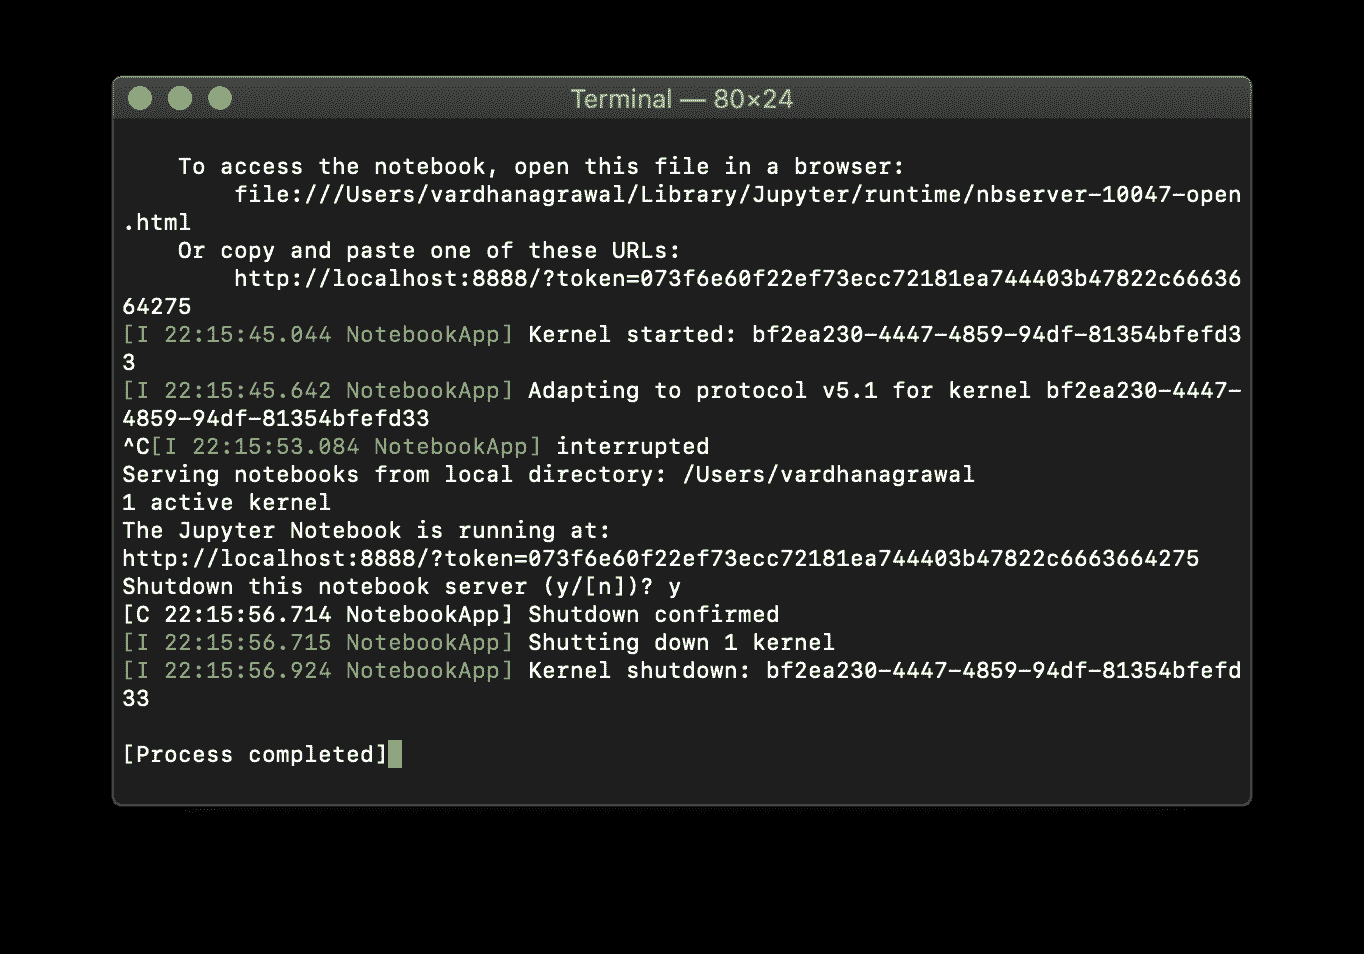 Terminal — 80×24
To access the notebook, open this file in a browser:
file:///Users/vardhanagrawal/Library/Jupyter/runtime/nbserver-10047-open
.html
Or copy and paste one of these URLs:
http://localhost:8888/?token=073f6e60f22ef73ecc72181ea744403b47822c66636
64275
[I 22:15:45.044 NotebookApp] Kernel started: bf2ea230-4447-4859-94df-81354bfefd3
3
[I 22:15:45.642 NotebookApp] Adapting to protocol v5.1 for kernel bf2ea230-4447-
4859-94df-81354bfefd33
^C[I 22:15:53.084 NotebookApp] interrupted
Serving notebooks from local directory: /Users/vardhanagrawal
1 active kernel
The Jupyter Notebook is running at:
http://localhost:8888/?token=073f6e60f22ef73ecc72181ea744403b47822c6663664275
Shutdown this notebook server (y/[n])? y
[C 22:15:56.714 NotebookApp] Shutdown confirmed
[I 22:15:56.715 NotebookApp] Shutting down 1 kernel
[I 22:15:56.924 NotebookApp] Kernel shutdown: bf2ea230-4447-4859-94df-81354bfefd
33
[Process completed]